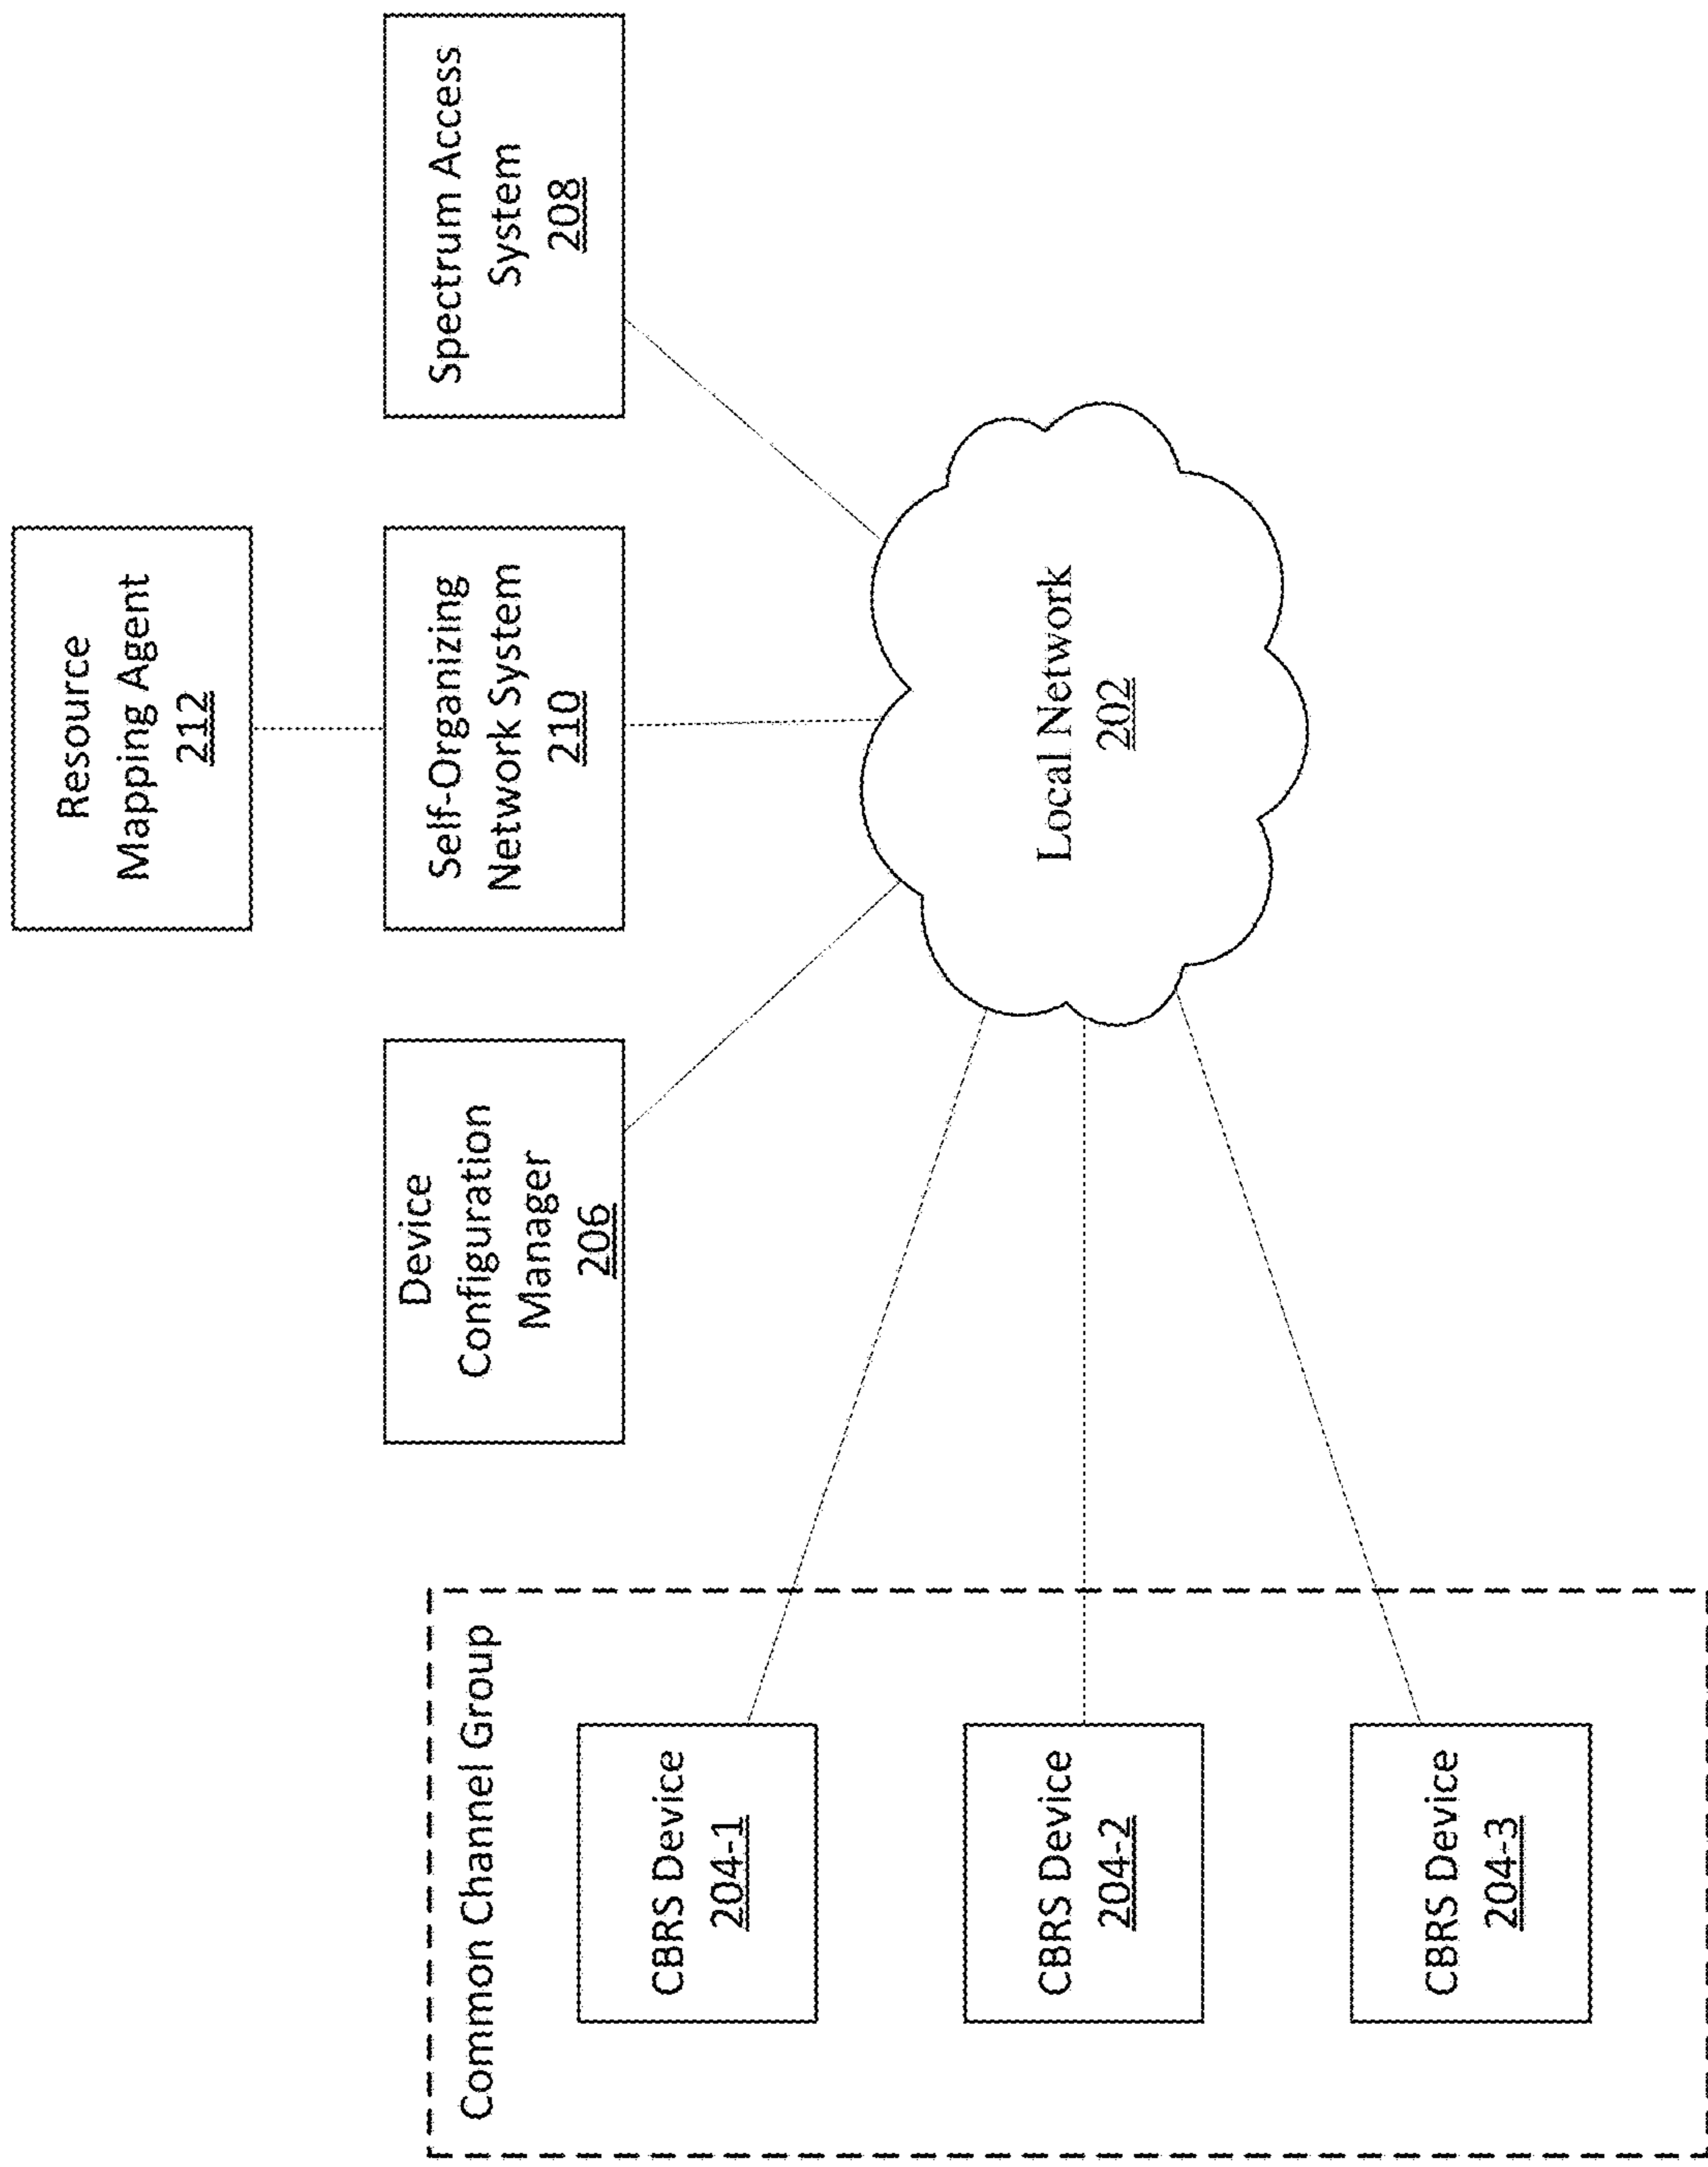 Resource
Mapping Agent
212
Device
Configuration
Manager
206
Self-Organizing
Network System
210
Spectrum Access
System
208
Common Channel Group
CBRS Device
204-1
CBRS Device
204-2
CBRS Device
204-3
Local Network
202